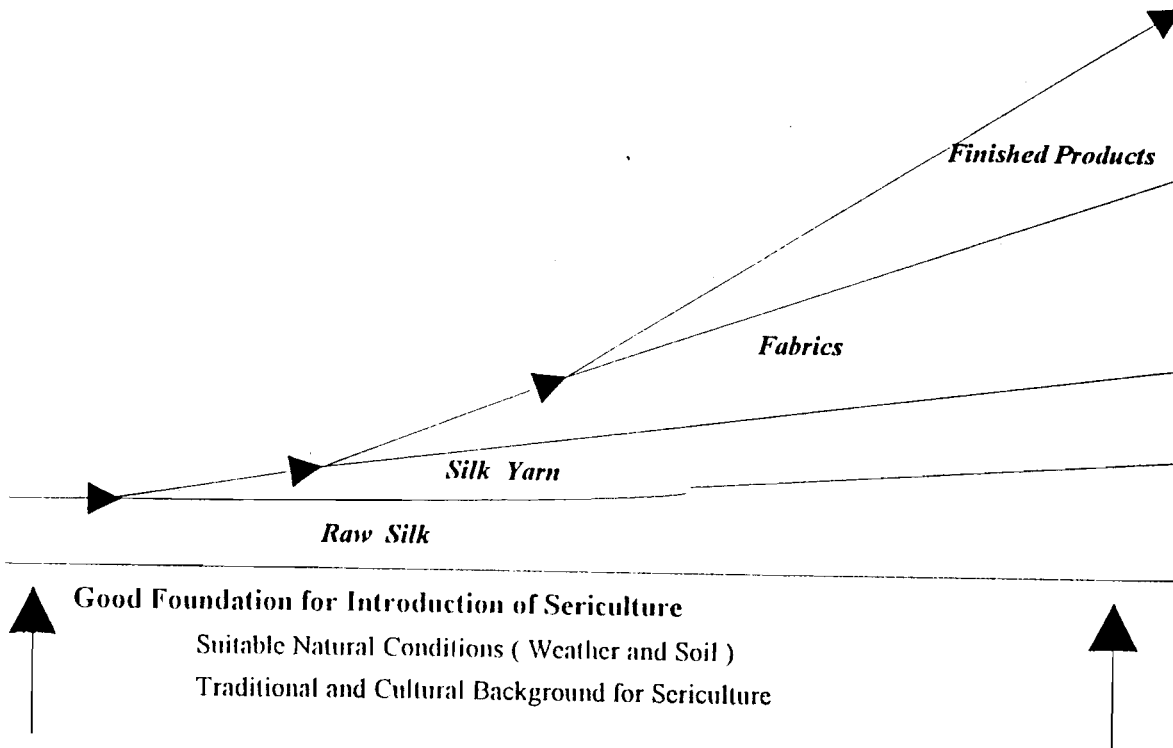 Finished Products
Fabrics
Silk Yarn
Raw Silk
Good Foundation for Introduction of Sericulture
Suitable Natural Conditions ( Weather and Soil )
Traditional and Cultural Background for Sericulture